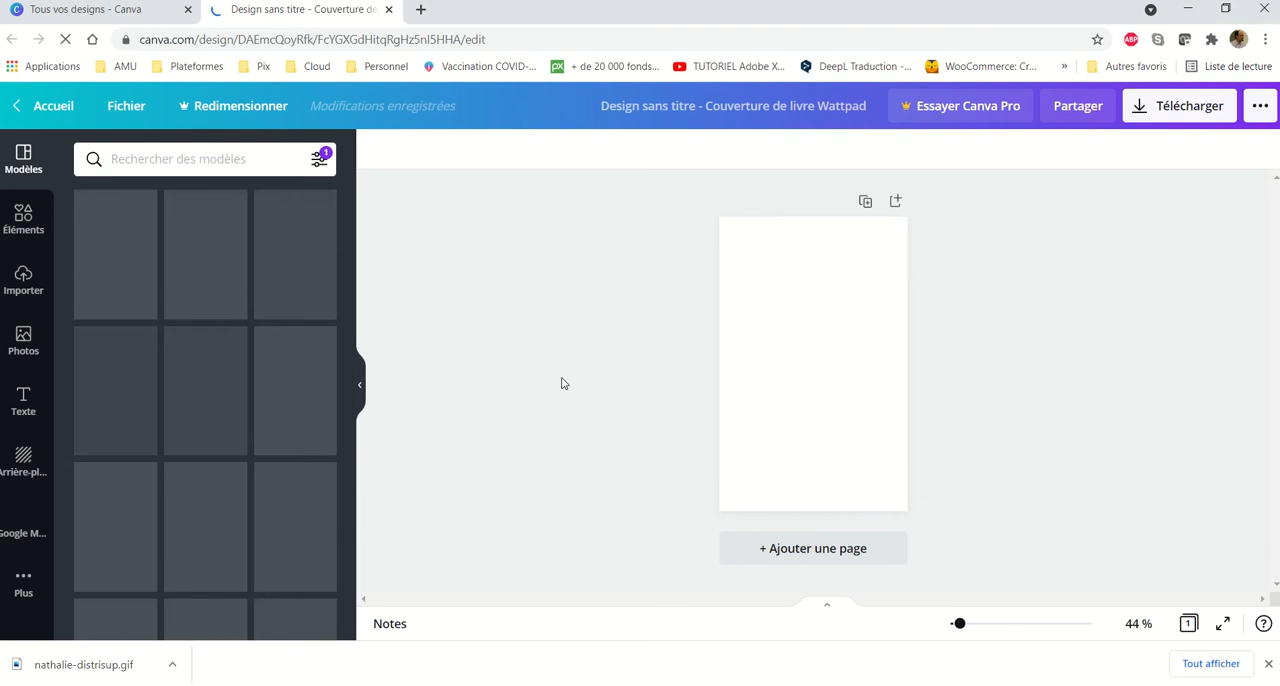 Tous vos designs - Canva
Design sans titre - Couverture de
canva.com/design/DAEmcQoyRfk/FcYGXGdHitqRgHz5nI5HHA/edit
ABP
Applications AMU Plateformes Pix Cloud Personnel Vaccination COVID-... + de 20 000 fonds... TUTORIEL Adobe X... DeepL Traduction -... WooCommerce: Cr... » Autres favoris Liste de lecture
Accueil Fichier Redimensionner Modifications enregistrées Design sans titre - Couverture de livre Wattpad Essayer Canva Pro Partager Télécharger
Modèles
Rechercher des modèles
1
Éléments
Importer
Photos
Texte
Arrière-pl...
Google M...
Plus
+ Ajouter une page
Notes
44 %
1
nathalie-distrisup.gif
Tout afficher